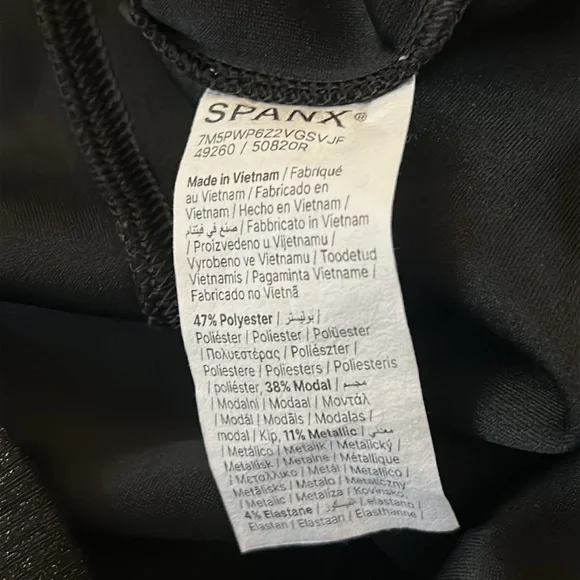 SPANX®
7M5PWP6Z2VGSVJF
49260 / 50820R
Made in Vietnam / Fabriqué
au Vietnam / Fabricado en
Vietnam / Hecho en Vietnam /
صنع في فيتنام / Fabbricato in Vietnam
/ Proizvedeno u Vijetnamu /
Vyrobeno ve Vietnamu / Toodetud
Vietnamis / Pagaminta Vietname /
Fabricado no Vietnã
47% Polyester / بوليستر /
Poliéster / Poliester / Polüester
/ Πολυεστέρας / Poliészter /
Poliestere / Poliesters / Poliesteris
/ poliéster, 38% Modal /
/ Modalni / Modaal / Μοντάλ
/ Modál / Modāls / Modalas /
modal / Kip, 11% Metallic / معدني
/ Metálico / Metalik / Metalický /
Metallisk / Metalne / Métallique
/ Μεταλλικο / Metál / Metallico /
Metālisks / Metalo / Metaliczny
/ Metalic / Metaliza / Kovinsko,
4% Elastane / / elastano /
Elastan / Elastaan / Elasthanne